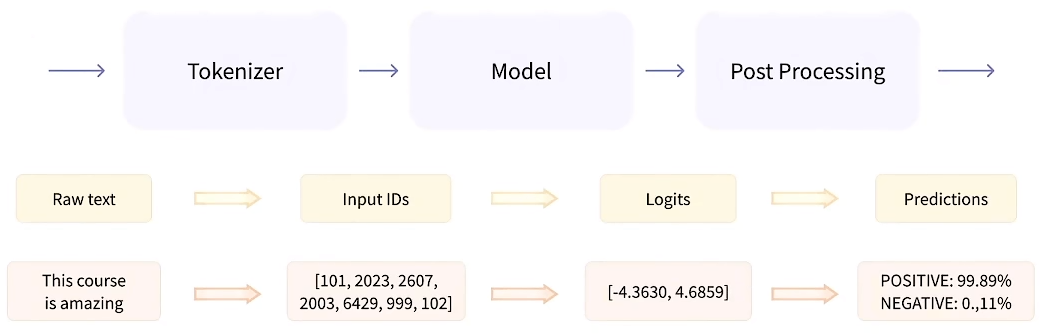 Tokenizer
Model
Post Processing
Raw text
Input IDs
Logits
Predictions
This course
is amazing
[101, 2023, 2607,
2003, 6429, 999, 102]
[-4.3630, 4.6859]
POSITIVE: 99.89%
NEGATIVE: 0.,11%